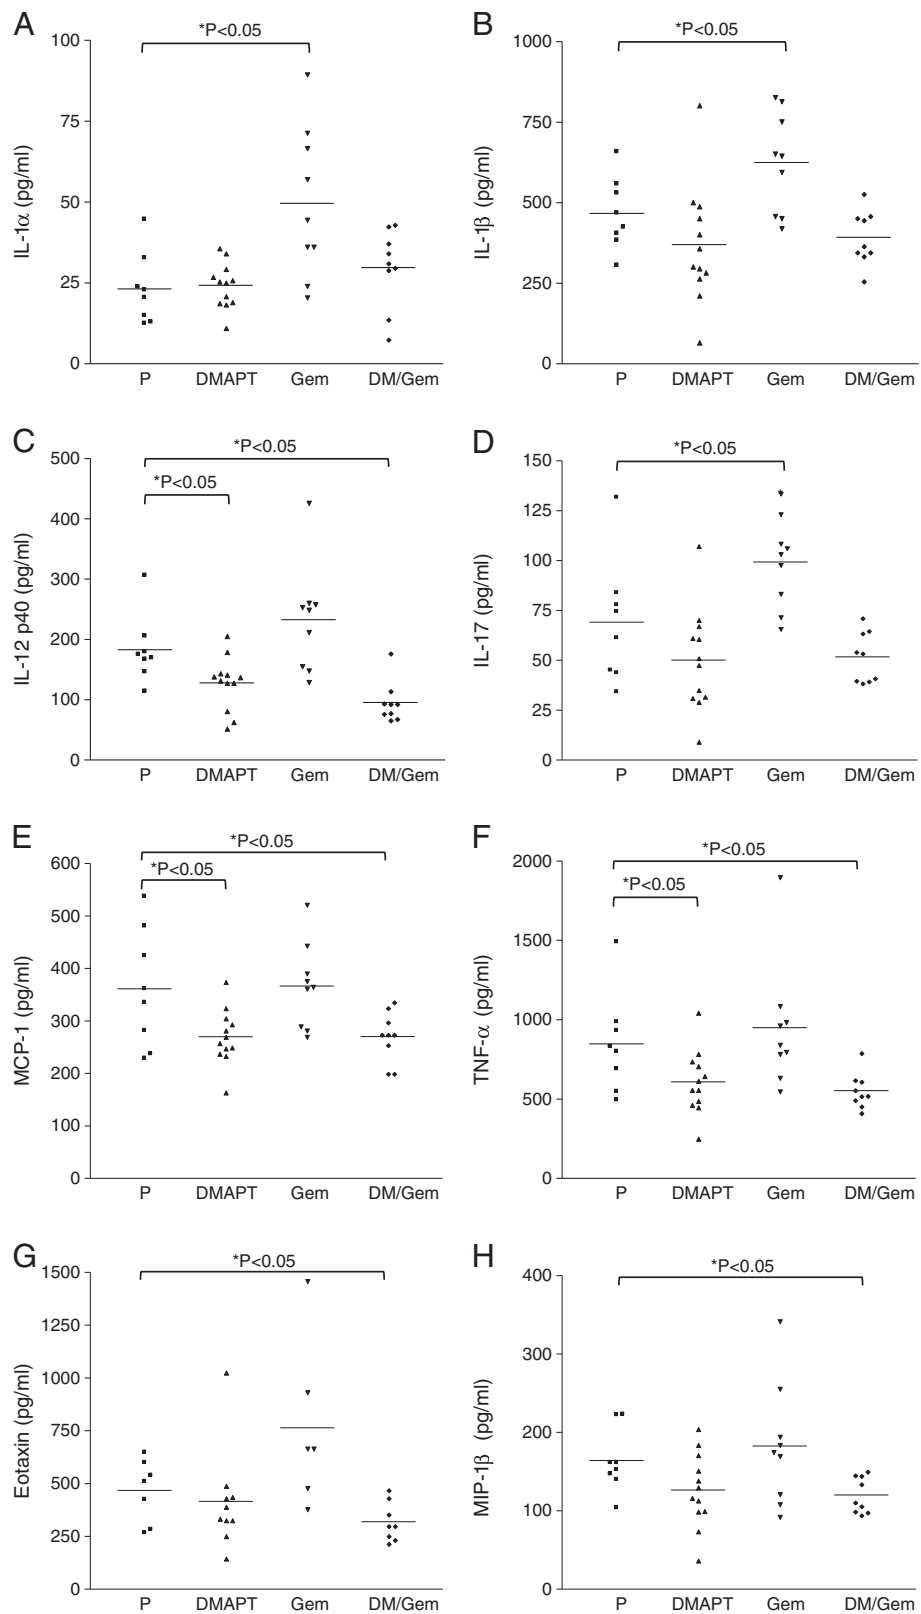 A
*P<0.05
IL-1α (pg/ml)
100
75
50
25
0
P DMAPT Gem DM/Gem
B
*P<0.05
IL-1β (pg/ml)
1000
750
500
250
0
P DMAPT Gem DM/Gem
C
*P<0.05
*P<0.05
IL-12 p40 (pg/ml)
500
400
300
200
100
0
P DMAPT Gem DM/Gem
D
*P<0.05
IL-17 (pg/ml)
150
125
100
75
50
25
0
P DMAPT Gem DM/Gem
E
*P<0.05
*P<0.05
MCP-1 (pg/ml)
600
500
400
300
200
100
0
P DMAPT Gem DM/Gem
F
*P<0.05
*P<0.05
TNF-α (pg/ml)
2000
1500
1000
500
0
P DMAPT Gem DM/Gem
G
*P<0.05
Eotaxin (pg/ml)
1500
1250
1000
750
500
250
0
P DMAPT Gem DM/Gem
H
*P<0.05
MIP-1β (pg/ml)
400
300
200
100
0
P DMAPT Gem DM/Gem